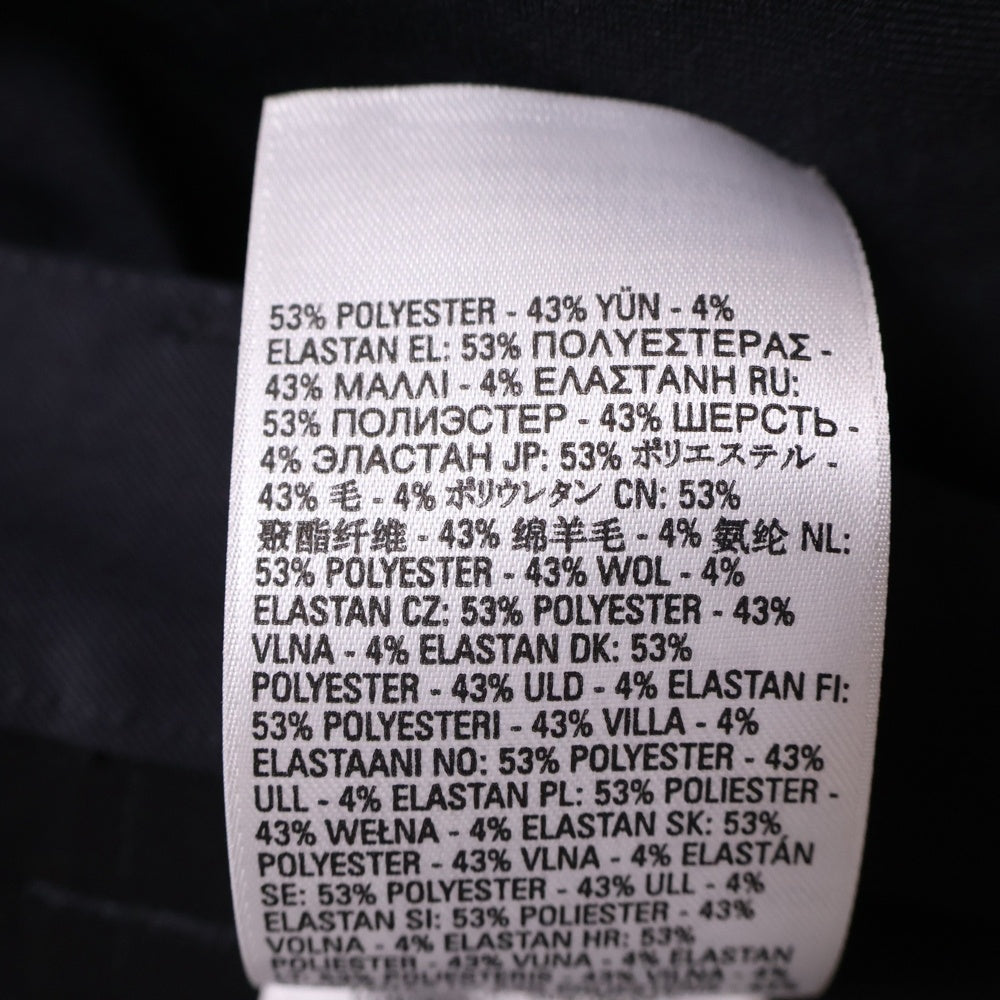 53% POLYESTER - 43% YÜN - 4%
ELASTAN EL: 53% ΠΟΛΥΕΣΤΕΡΑΣ -
43% ΜΑΛΛΙ - 4% ΕΛΑΣΤΑΝΗ RU:
53% ПОЛИЭСТЕР - 43% ШЕРСТЬ -
4% ЭЛАСТАН JP: 53% ポリエステル -
43% 毛 - 4% ポリウレタン CN: 53%
聚酯纤维 - 43% 绵羊毛 - 4% 氨纶 NL:
53% POLYESTER - 43% WOL - 4%
ELASTAN CZ: 53% POLYESTER - 43%
VLNA - 4% ELASTAN DK: 53%
POLYESTER - 43% ULD - 4% ELASTAN FI:
53% POLYESTERI - 43% VILLA - 4%
ELASTAANI NO: 53% POLYESTER - 43%
ULL - 4% ELASTAN PL: 53% POLIESTER -
43% WEŁNA - 4% ELASTAN SK: 53%
POLYESTER - 43% VLNA - 4% ELASTÁN
SE: 53% POLYESTER - 43% ULL - 4%
ELASTAN SI: 53% POLYESTER - 43%
VOLNA - 4% ELASTAN HR: 53%
POLIESTER - 43% VUNA - 4% ELASTAN
53% POLYESTERIS - 43% VILNA - 4%